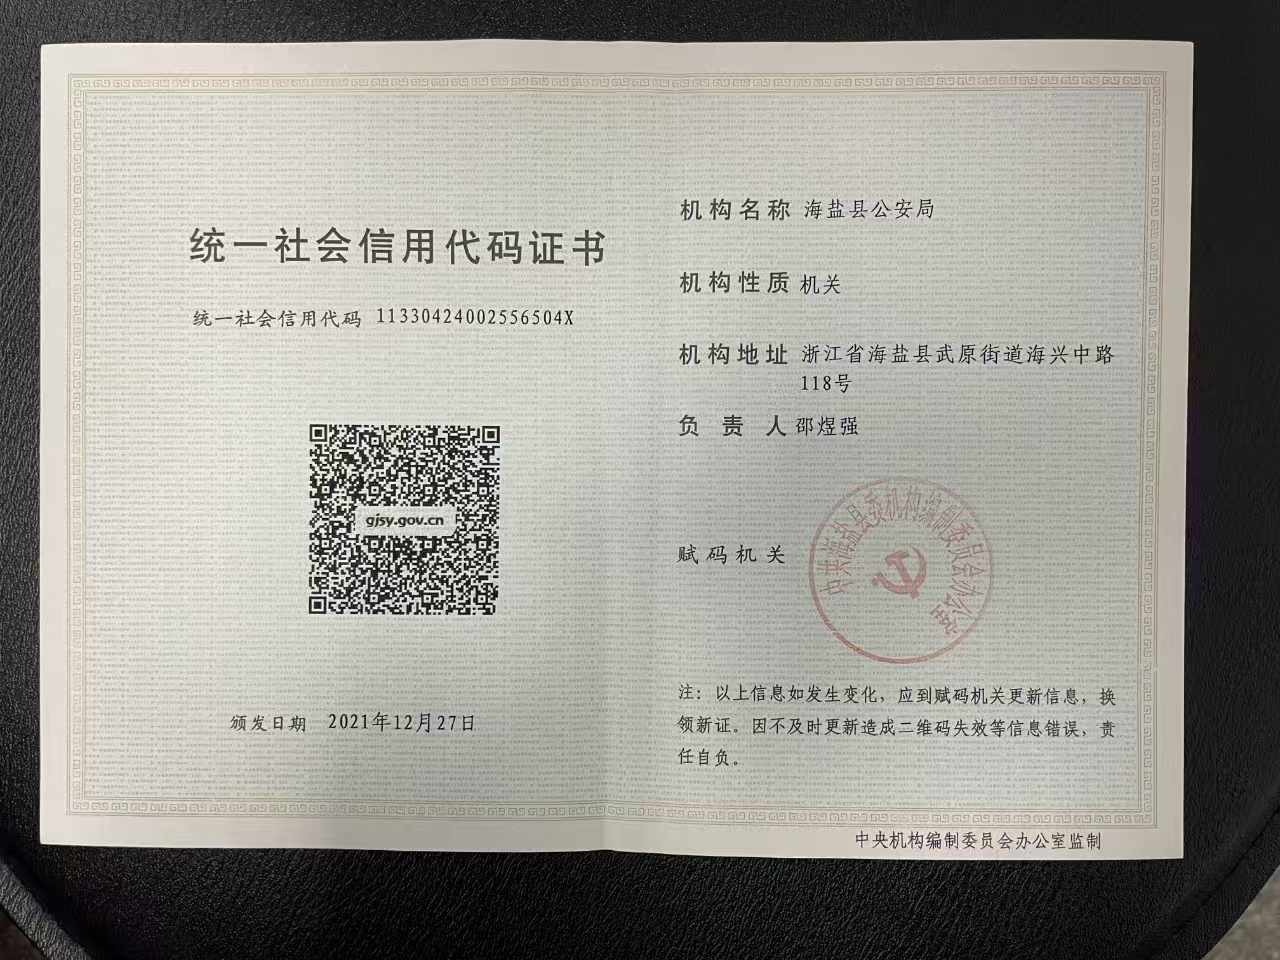 统一社会信用代码证书
统一社会信用代码 11330424002556504X
gjsy.gov.cn
颁发日期 2021年12月27日
机构名称 海盐县公安局
机构性质 机关
机构地址 浙江省海盐县武原街道海兴中路
118号
负责人 邵煜强
赋码机关
中共海盐县委机构编制委员会办公室
注：以上信息如发生变化，应到赋码机关更新信息，换
领新证。因不及时更新造成二维码失效等信息错误，责
任自负。
中央机构编制委员会办公室监制